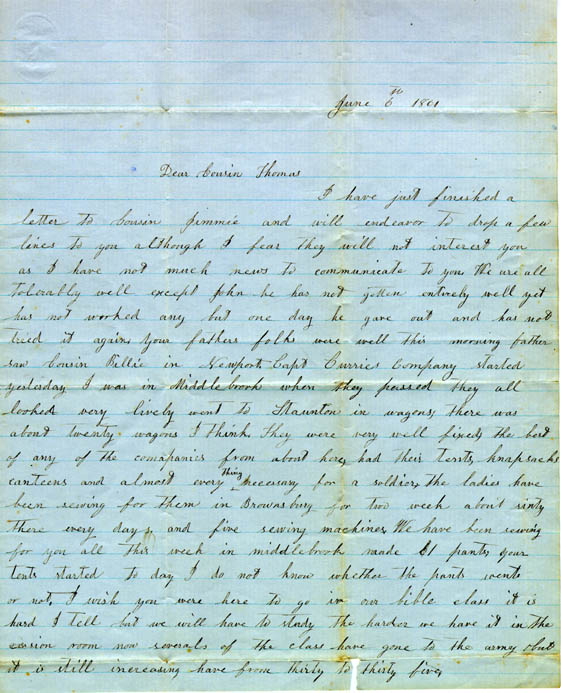 June 6th 1861
Dear Cousin Thomas
I have just finished a
letter to Cousin Jimmie and will endeavor to drop a few
lines to you although I fear they will not interest you
as I have not much news to communicate to you We are all
tolerably well except John he has not gotten entirely well yet
has not worked any but one day he gave out and has not
tried it again, your fathers folks were well this morning father
saw Cousin in Newport, Capt Curries Company started
yesterday I was in Middlebrook when they passed they all
looked very lively went to Staunton in wagons, there was
about twenty wagons I think, They were very well fixed, the best
of any of the comapanies from about here, had their tents, knapsacks
canteens and almost every thing necesary for a soldier, the ladies have
been sewing for them in Brownsburg for two week about sixty
there every day, and five sewing machines, We have been sewing
for you all this week in middlebrook made 61 pants, your
tents started to day I do not know whether the pants went
or not, I wish you were here to go in our bible class it is
hard I tell but we will have to study the harder we have it in the
session room now severals of the class have gone to the army but
it is still increasing have from thirty to thirty five,